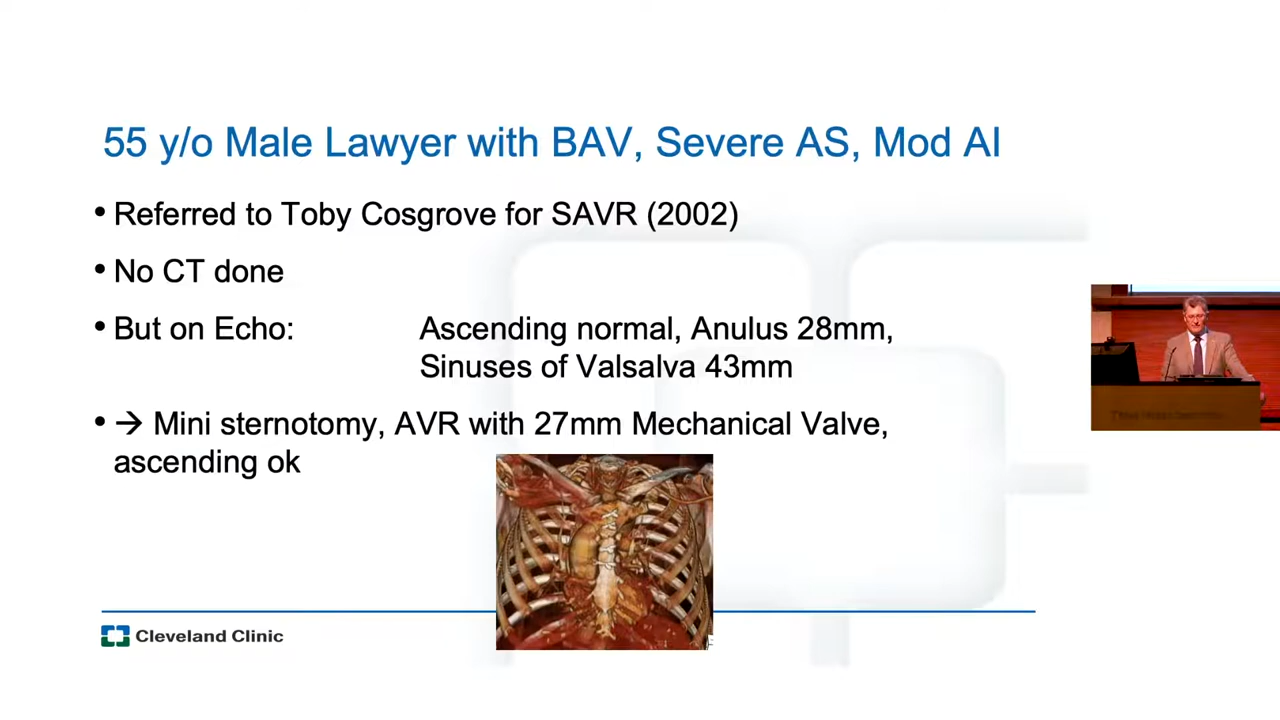 55 y/o Male Lawyer with BAV, Severe AS, Mod AI
• Referred to Toby Cosgrove for SAVR (2002)
• No CT done
• But on Echo: Ascending normal, Anulus 28mm,
Sinuses of Valsalva 43mm
• → Mini sternotomy, AVR with 27mm Mechanical Valve,
ascending ok
Cleveland Clinic